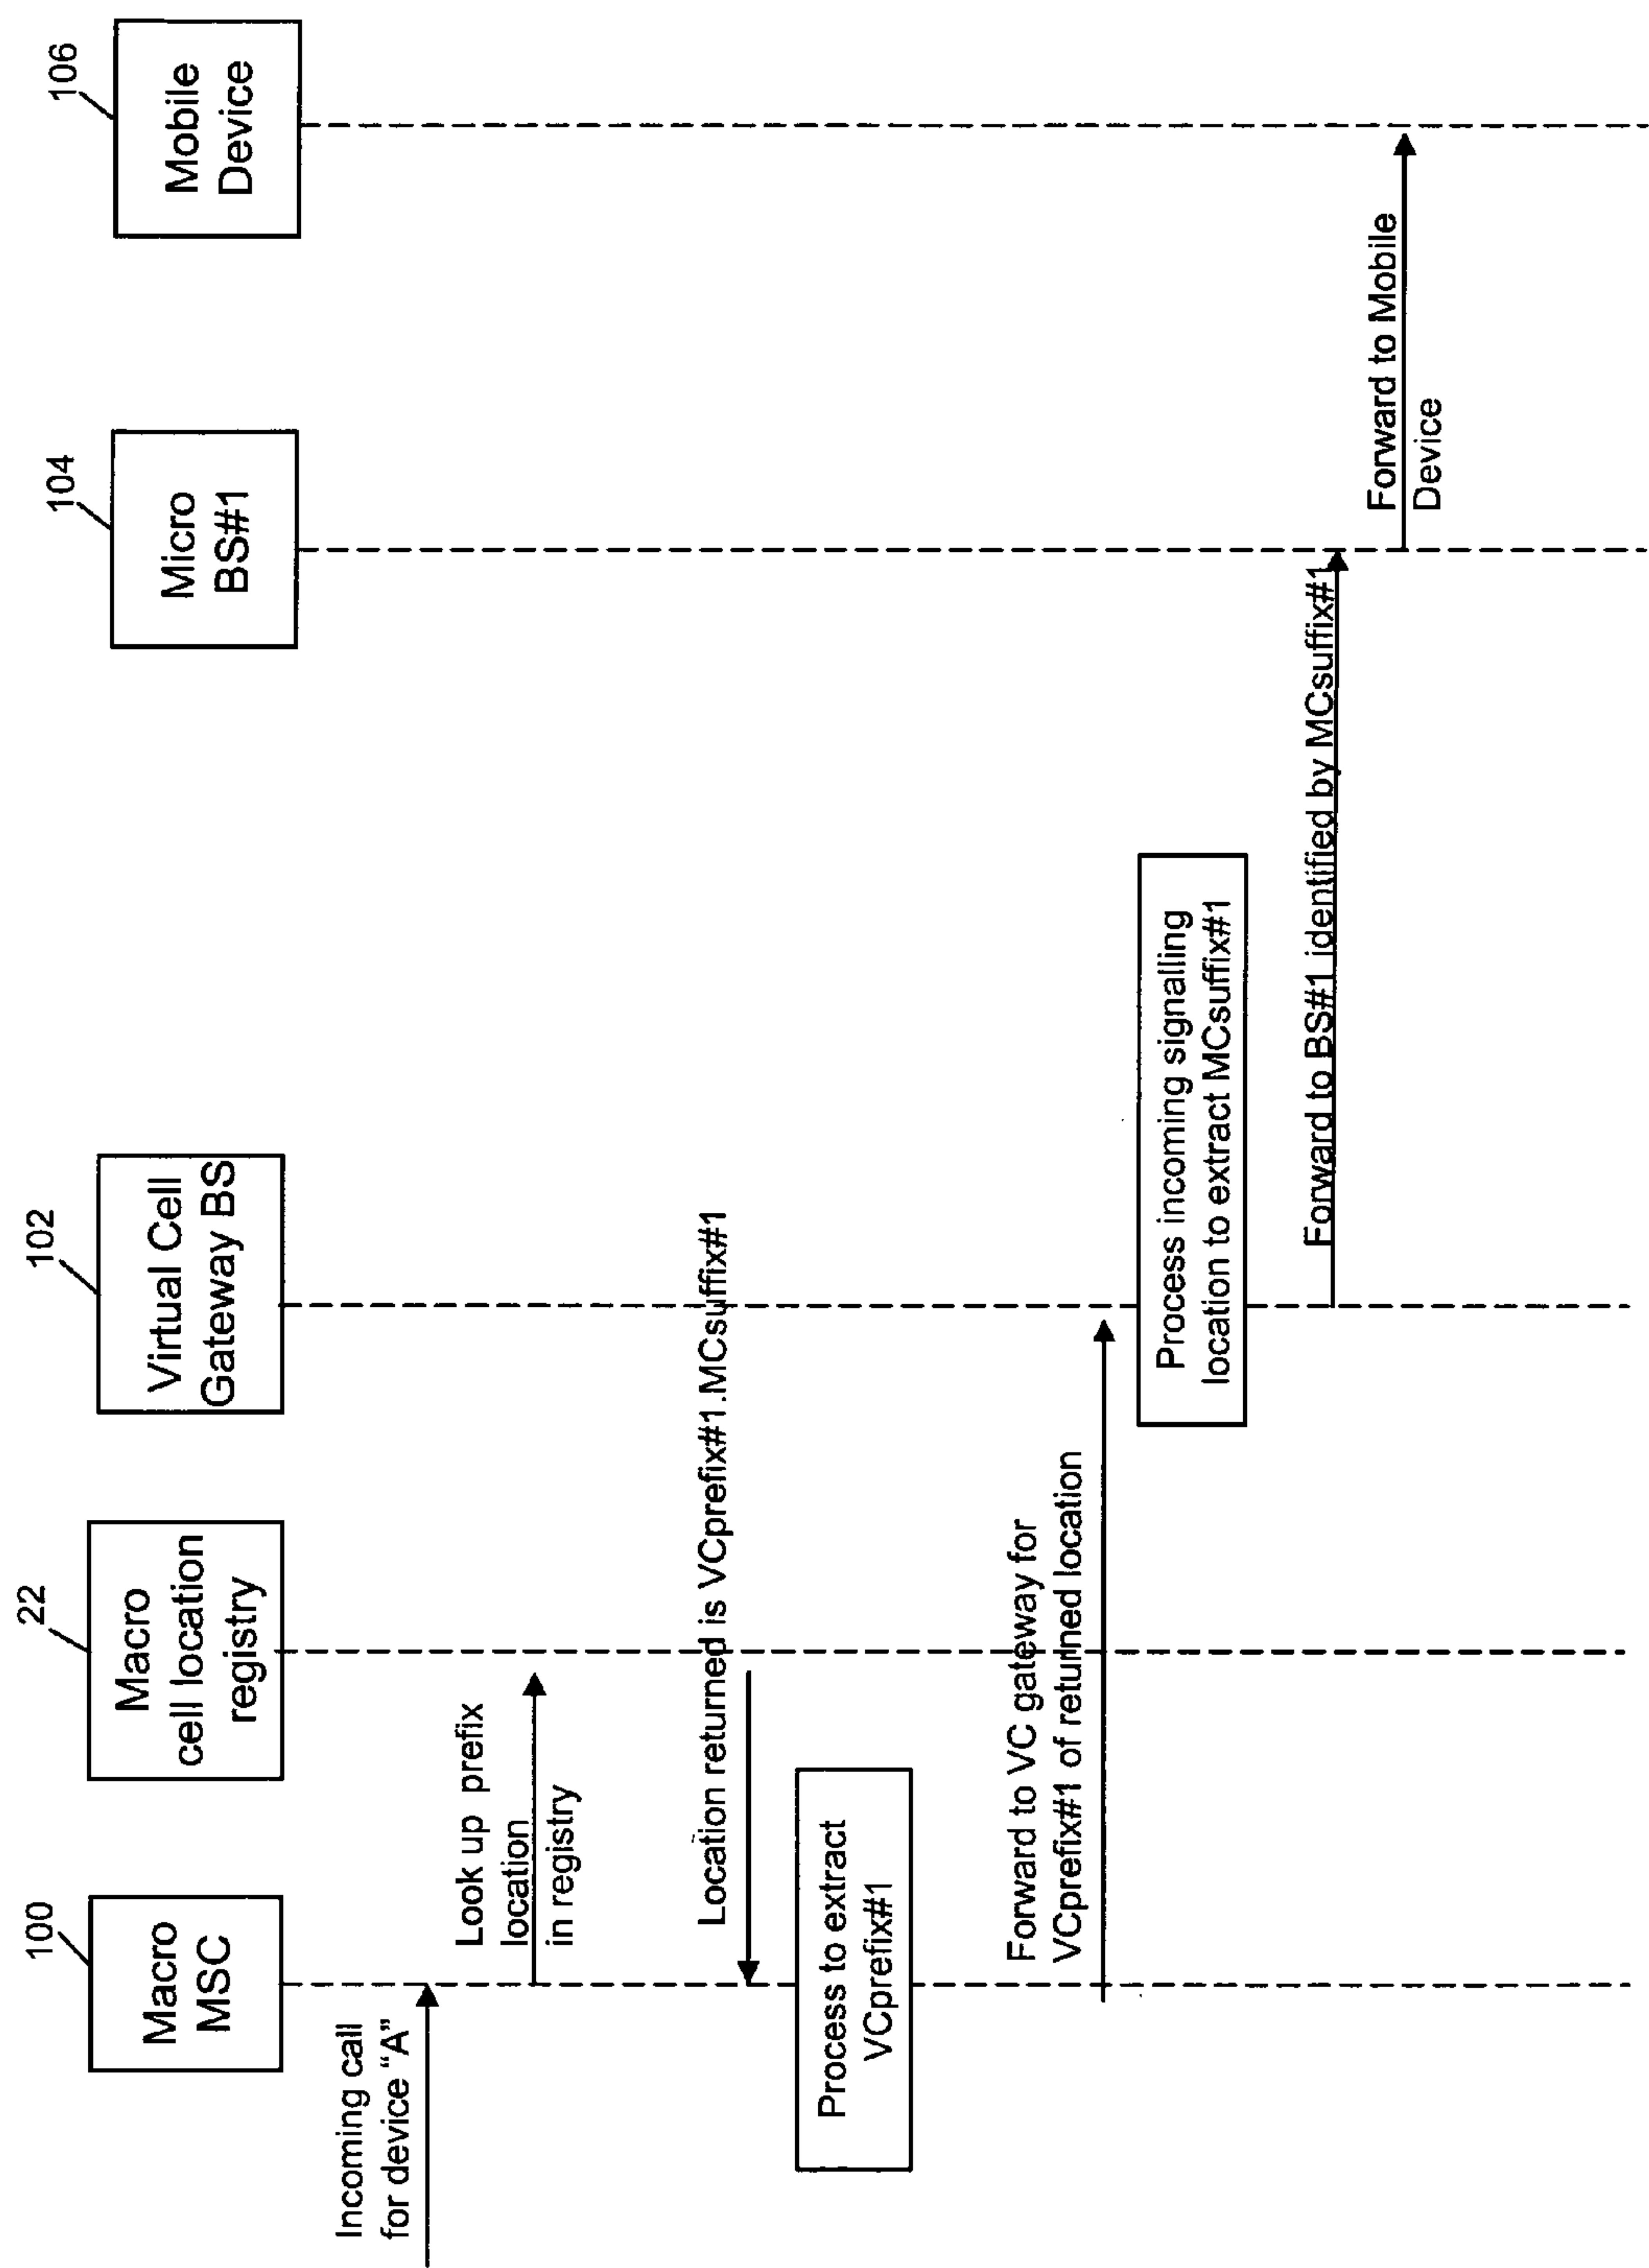 100
Macro
MSC
22
Macro
cell location
registry
102
Virtual Cell
Gateway BS
104
Micro
BS#1
106
Mobile
Device
Incoming call
for device “A”
Look up prefix
location
in registry
Location returned is VCprefix#1.MCsuffix#1
Process to extract
VCprefix#1
Forward to VC gateway for
VCprefix#1 of returned location
Process incoming signalling
location to extract MCsuffix#1
Forward to BS#1 identified by MCsuffix#1
Forward to Mobile
Device